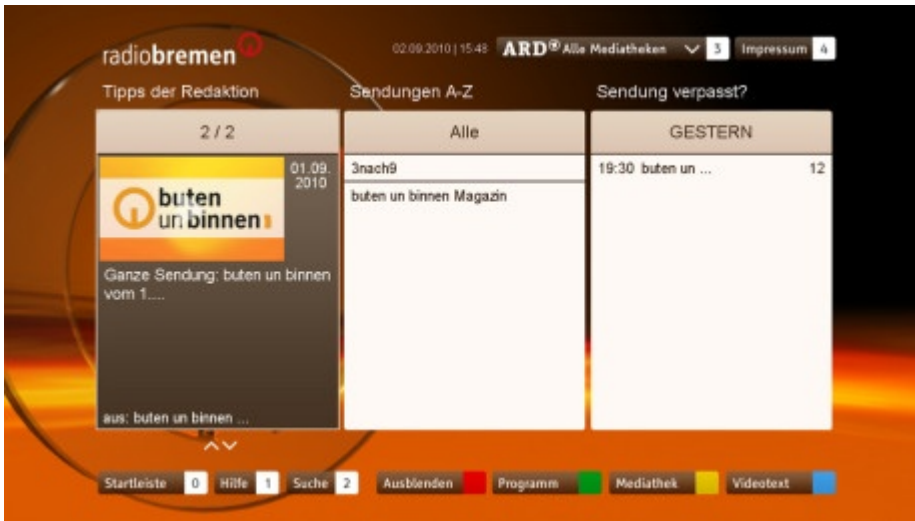 radiobremen
02.09.2010 | 15:48 ARD Alle Mediatheken 3 Impressum 4
Tipps der Redaktion Sendungen A-Z Sendung verpasst?
2 / 2 Alle GESTERN
01.09.
2010
buten
un binnen
3nach9
buten un binnen Magazin
19:30 buten un ... 12
Ganze Sendung: buten un binnen
vom 1....
aus: buten un binnen ...
Startleiste 0 Hilfe 1 Suche 2 Ausblenden Programm Mediathek Videotext